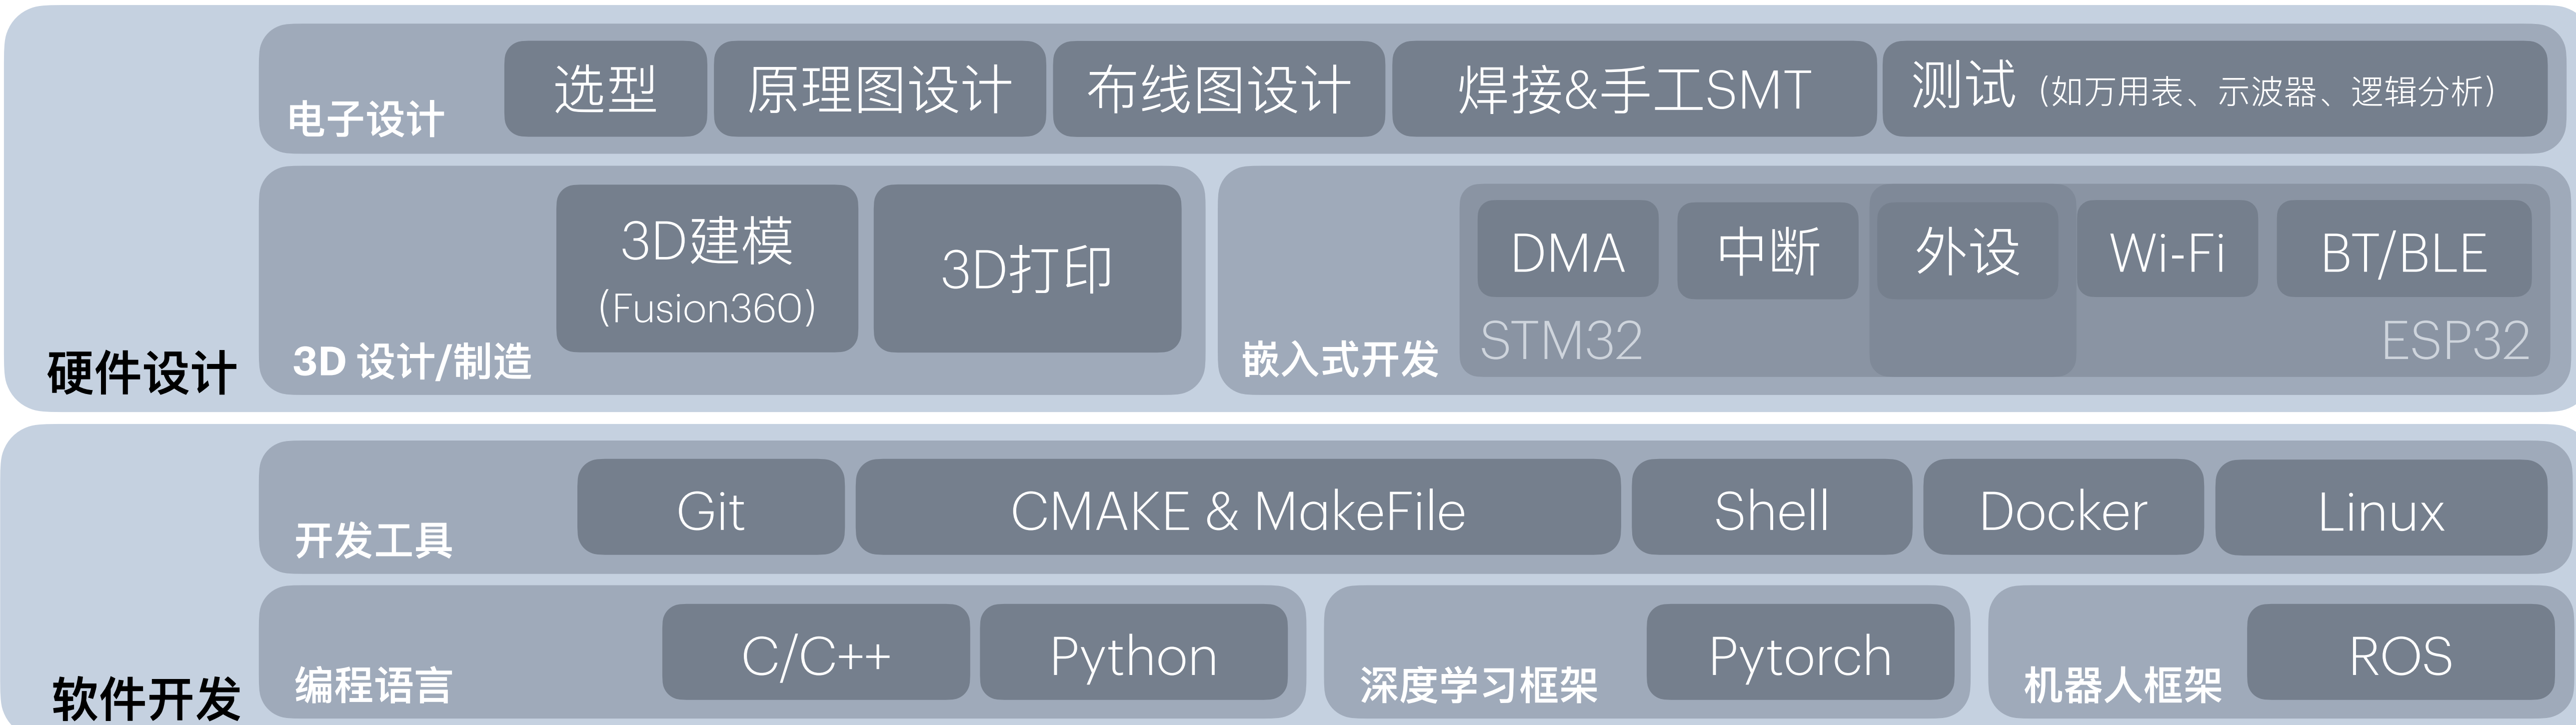 选型
原理图设计
布线图设计
焊接&手工SMT
测试（如万用表、示波器、逻辑分析）
电子设计
3D建模
（Fusion360）
3D打印
3D 设计/制造
DMA
中断
外设
Wi-Fi
BT/BLE
STM32
ESP32
嵌入式开发
硬件设计
Git
CMAKE & MakeFile
Shell
Docker
Linux
开发工具
C/C++
Python
编程语言
Pytorch
深度学习框架
ROS
机器人框架
软件开发